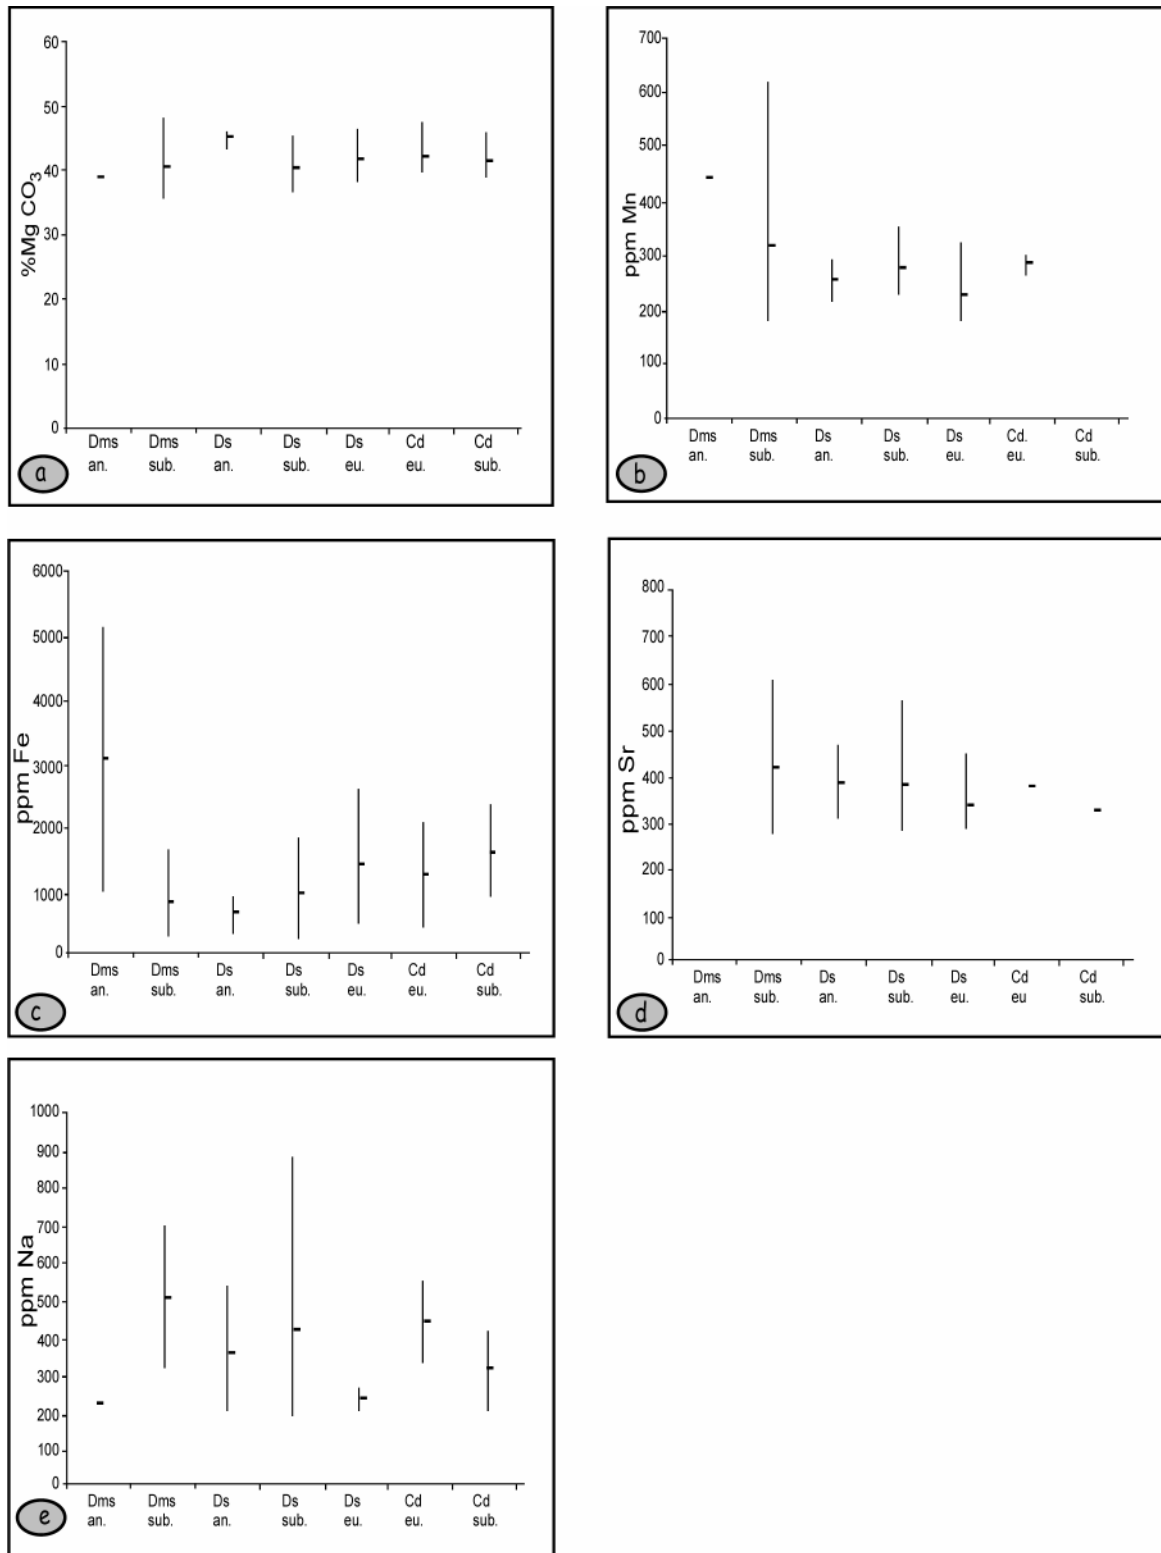 60
50
40
30
20
10
0
%Mg CO3
Dms Dms Ds Ds Ds Cd Cd
an. sub. an. sub. eu. eu. sub.
a
700
600
500
400
300
200
100
0
ppm Mn
Dms Dms Ds Ds Ds Cd. Cd
an. sub. an. sub. eu. eu. sub.
b
6000
5000
4000
3000
2000
1000
0
ppm Fe
Dms Dms Ds Ds Ds Cd Cd
an. sub. an. sub. eu. eu. sub.
c
800
700
600
500
400
300
200
100
0
ppm Sr
Dms Dms Ds Ds Ds Cd Cd
an. sub. an. sub. eu. eu sub.
d
1000
900
800
700
600
500
400
300
200
100
0
ppm Na
Dms Dms Ds Ds Ds Cd Cd
an. sub. an. sub. eu. eu. sub.
e